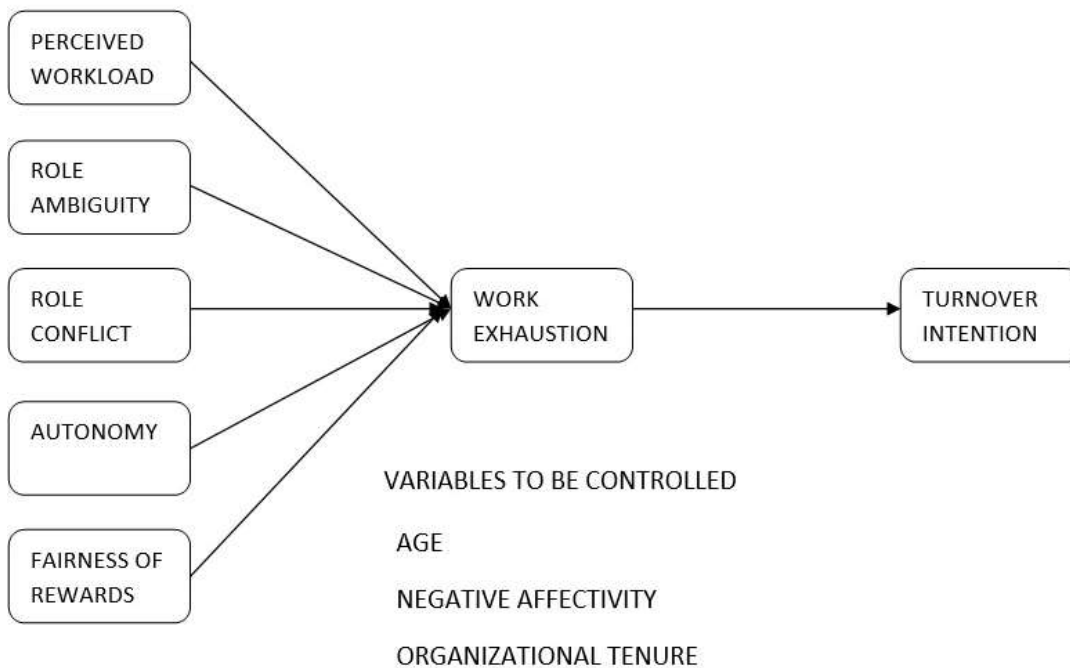 PERCEIVED
WORKLOAD
ROLE
AMBIGUITY
ROLE
CONFLICT
WORK
EXHAUSTION
TURNOVER
INTENTION
AUTONOMY
FAIRNESS OF
REWARDS
VARIABLES TO BE CONTROLLED
AGE
NEGATIVE AFFECTIVITY
ORGANIZATIONAL TENURE